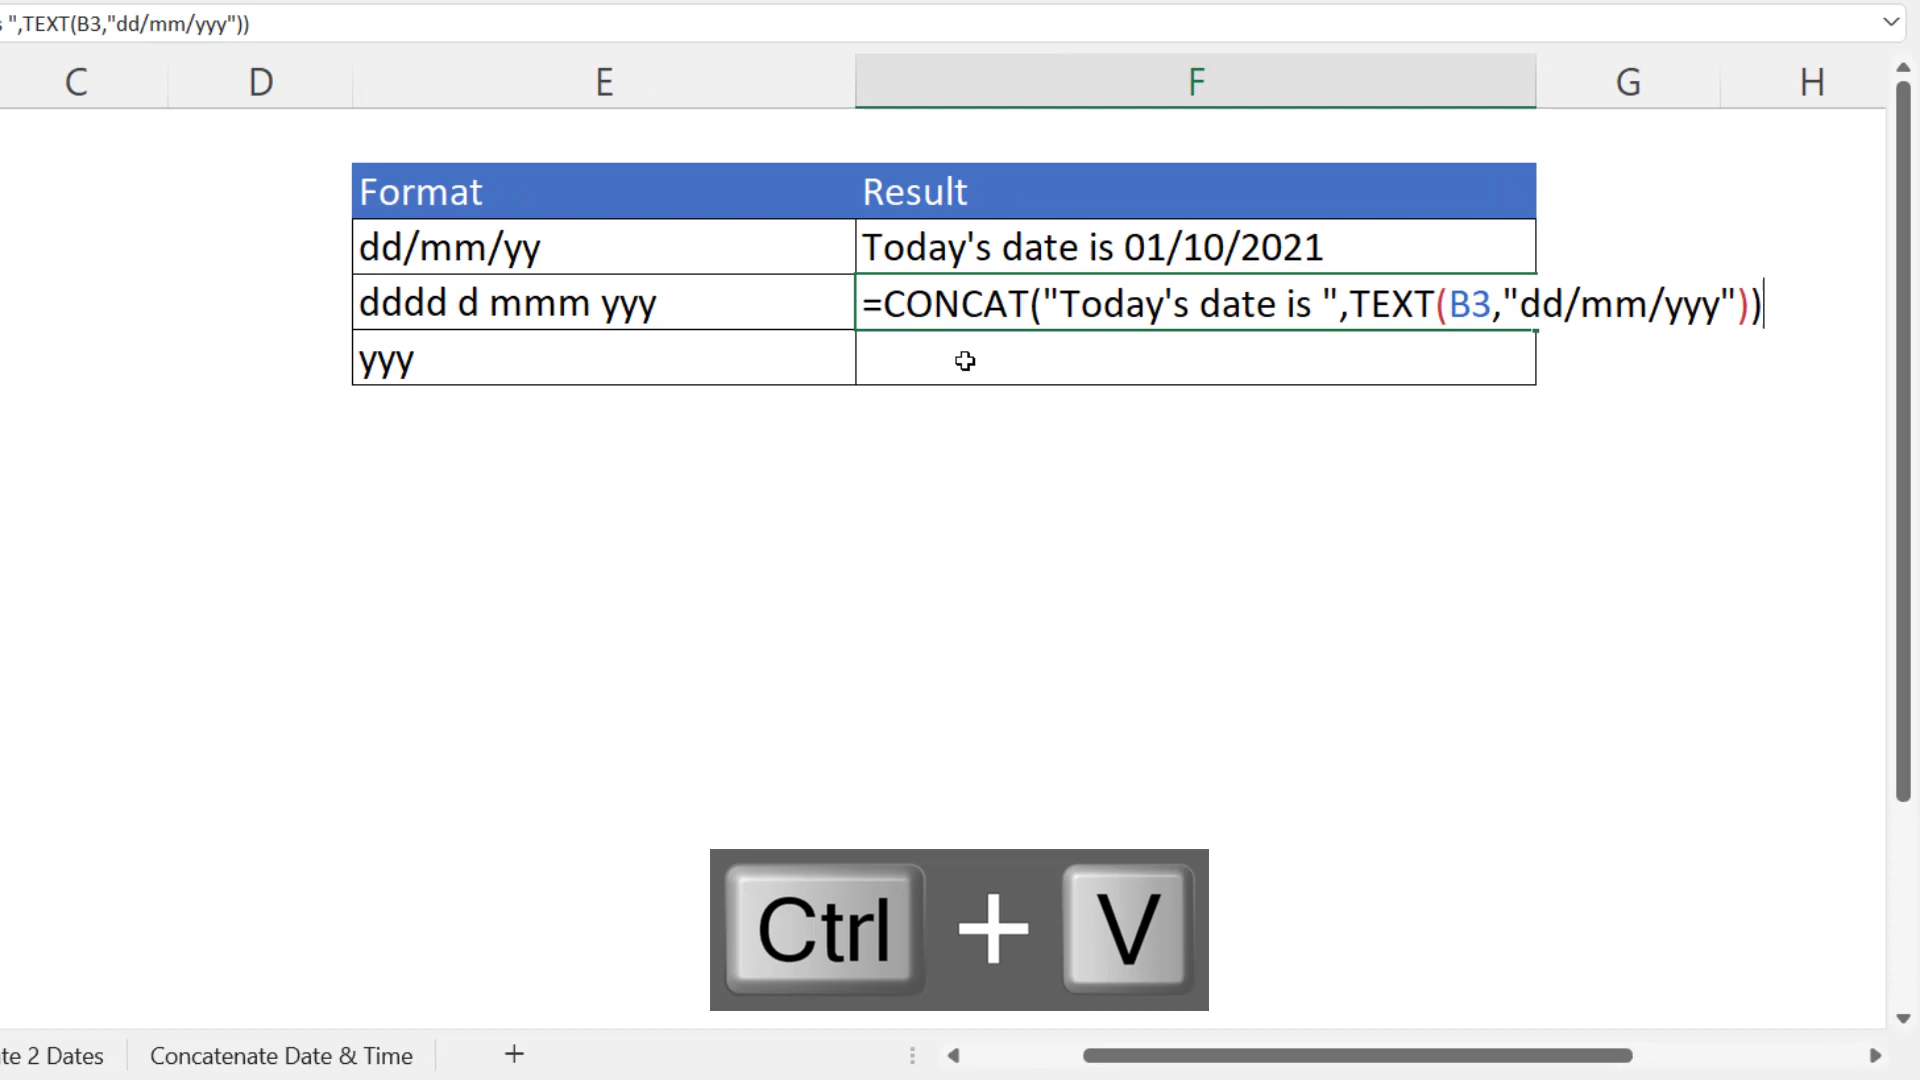 s ",TEXT(B3,"dd/mm/yyy"))
C D E F G H
Format Result
dd/mm/yy Today's date is 01/10/2021
dddd d mmm yyy =CONCAT("Today's date is ",TEXT(B3,"dd/mm/yyy"))
yyy
Ctrl + V
te 2 Dates Concatenate Date & Time +